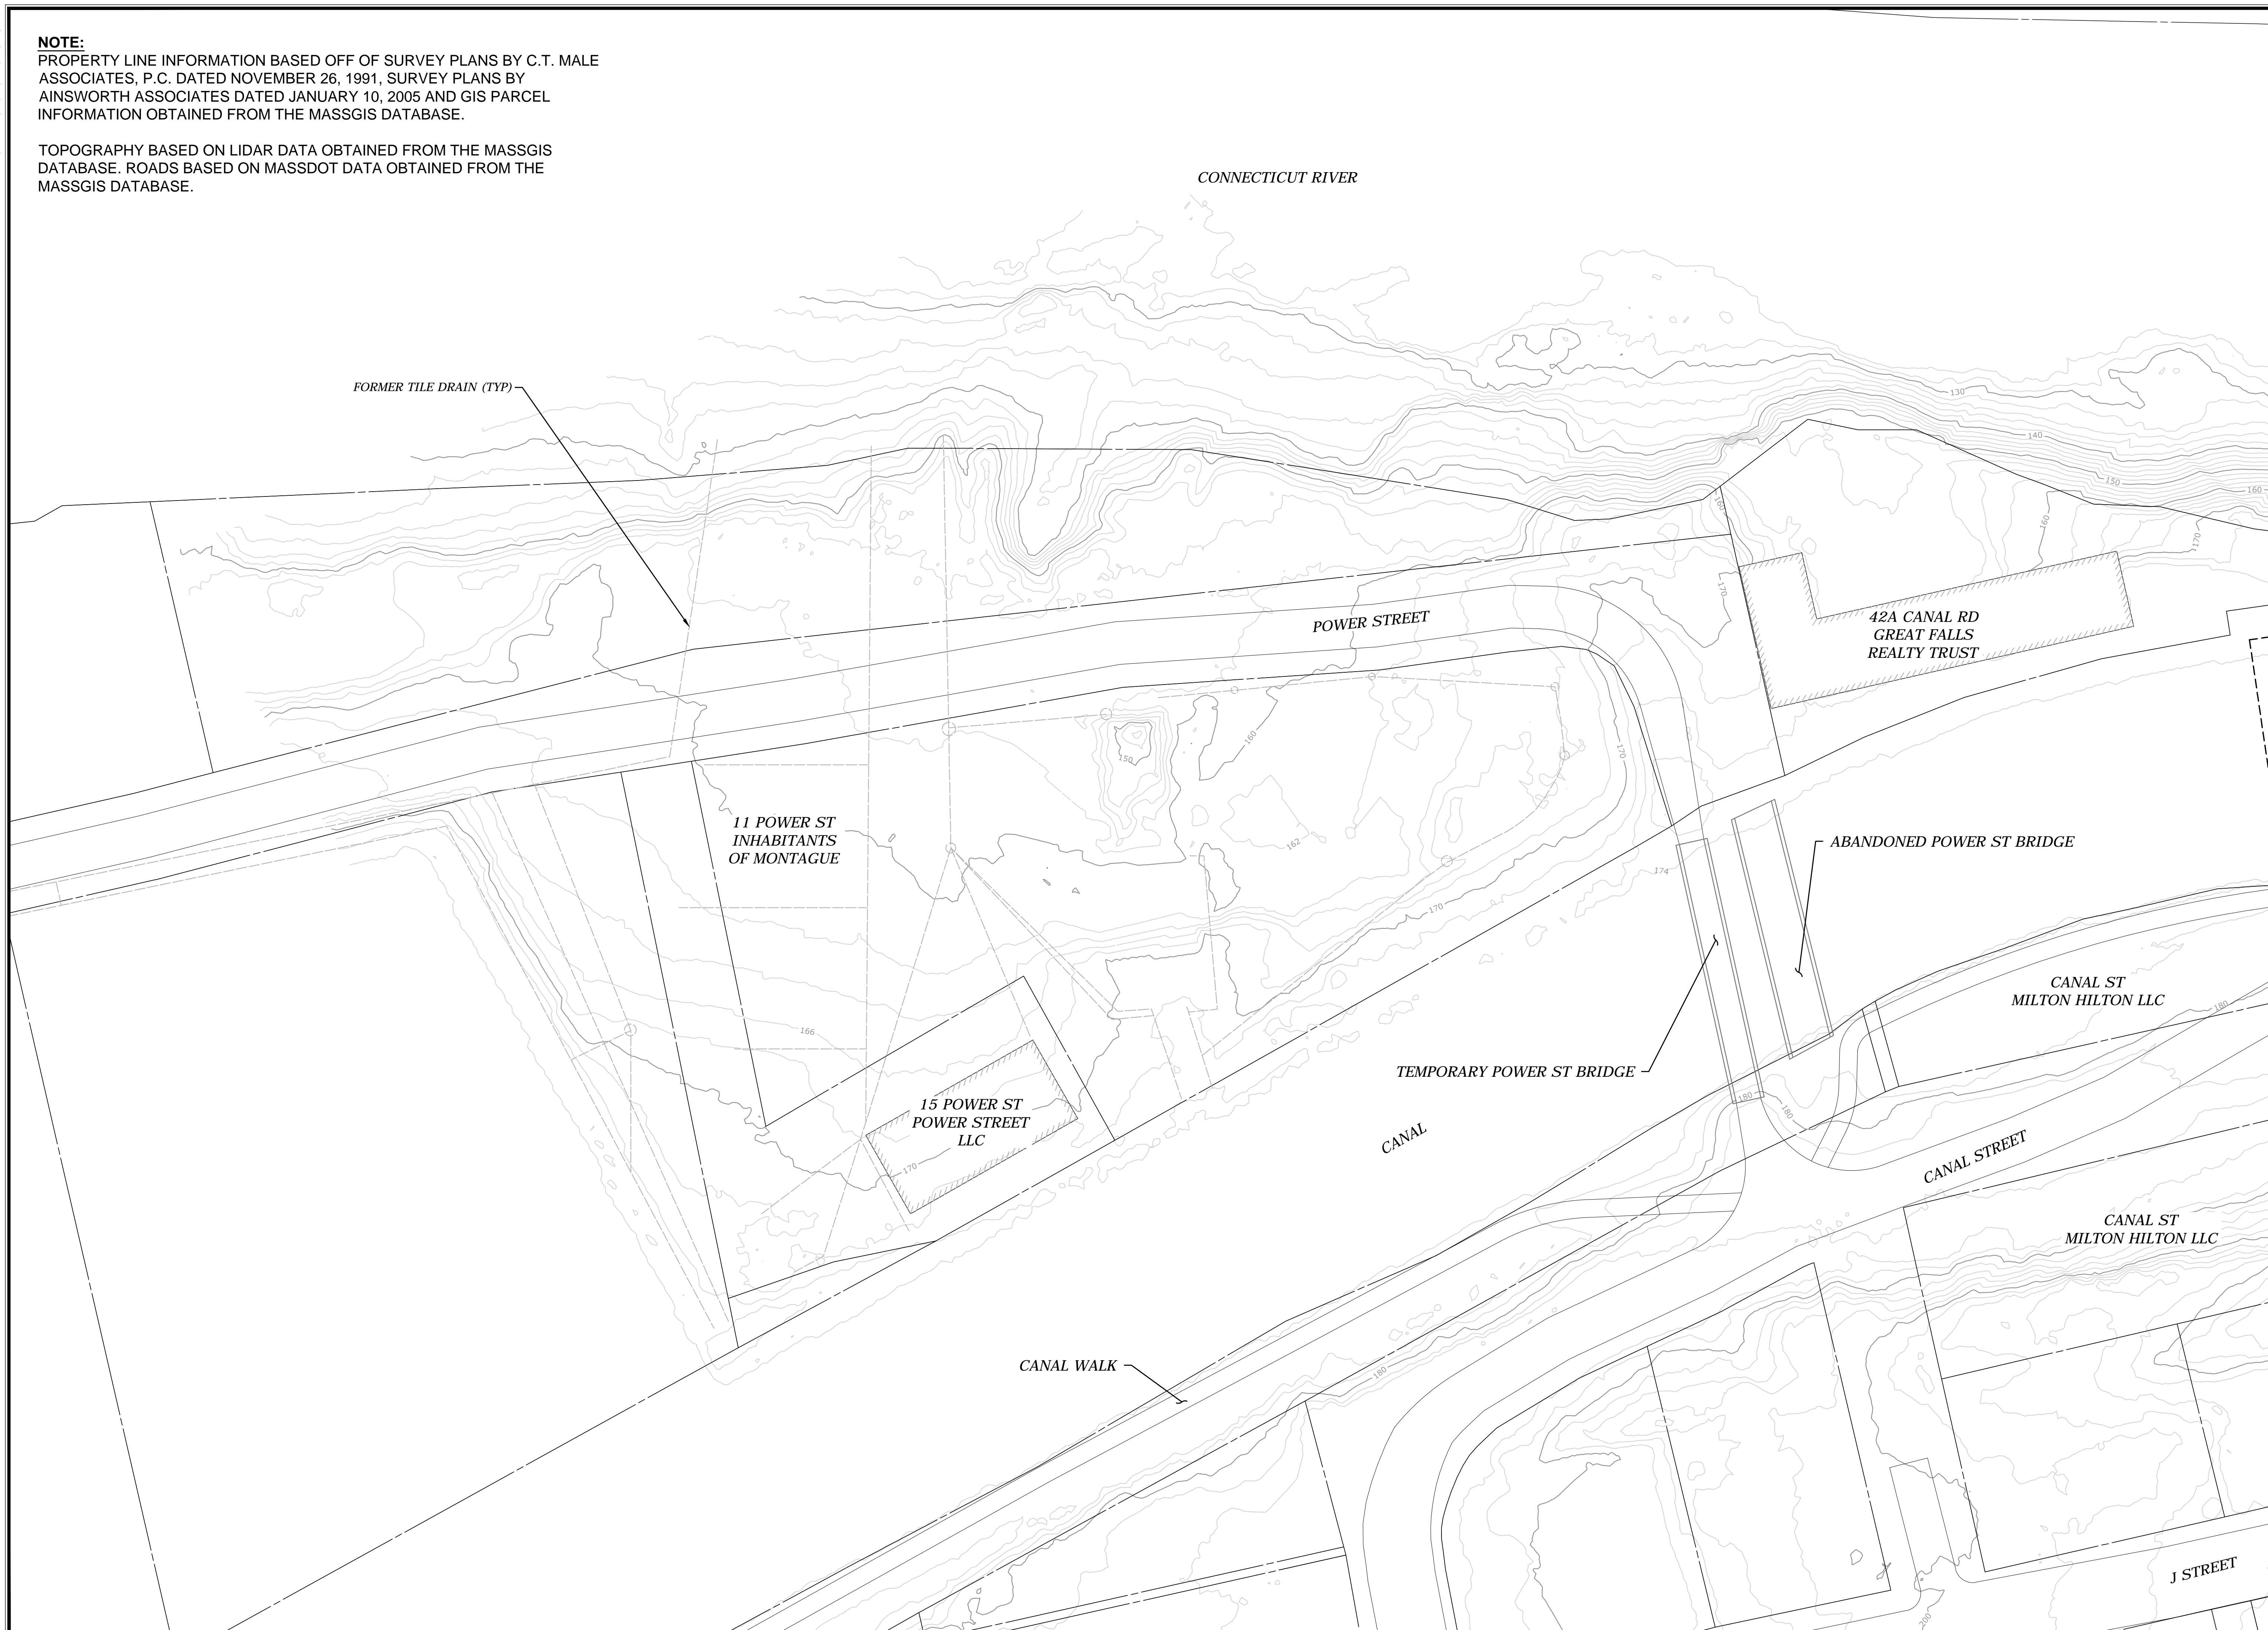 NOTE:
PROPERTY LINE INFORMATION BASED OFF OF SURVEY PLANS BY C.T. MALE
ASSOCIATES, P.C. DATED NOVEMBER 26, 1991, SURVEY PLANS BY
AINSWORTH ASSOCIATES DATED JANUARY 10, 2005 AND GIS PARCEL
INFORMATION OBTAINED FROM THE MASSGIS DATABASE.
TOPOGRAPHY BASED ON LIDAR DATA OBTAINED FROM THE MASSGIS
DATABASE. ROADS BASED ON MASSDOT DATA OBTAINED FROM THE
MASSGIS DATABASE.
CONNECTICUT RIVER
FORMER TILE DRAIN (TYP)
130
140
150
160
160
160
170
170
POWER STREET
42A CANAL RD
GREAT FALLS
REALTY TRUST
160
170
150
11 POWER ST
INHABITANTS
OF MONTAGUE
162
174
ABANDONED POWER ST BRIDGE
170
CANAL ST
MILTON HILTON LLC
180
166
TEMPORARY POWER ST BRIDGE
180
180
15 POWER ST
POWER STREET
LLC
170
CANAL
CANAL STREET
CANAL ST
MILTON HILTON LLC
CANAL WALK
180
J STREET
200